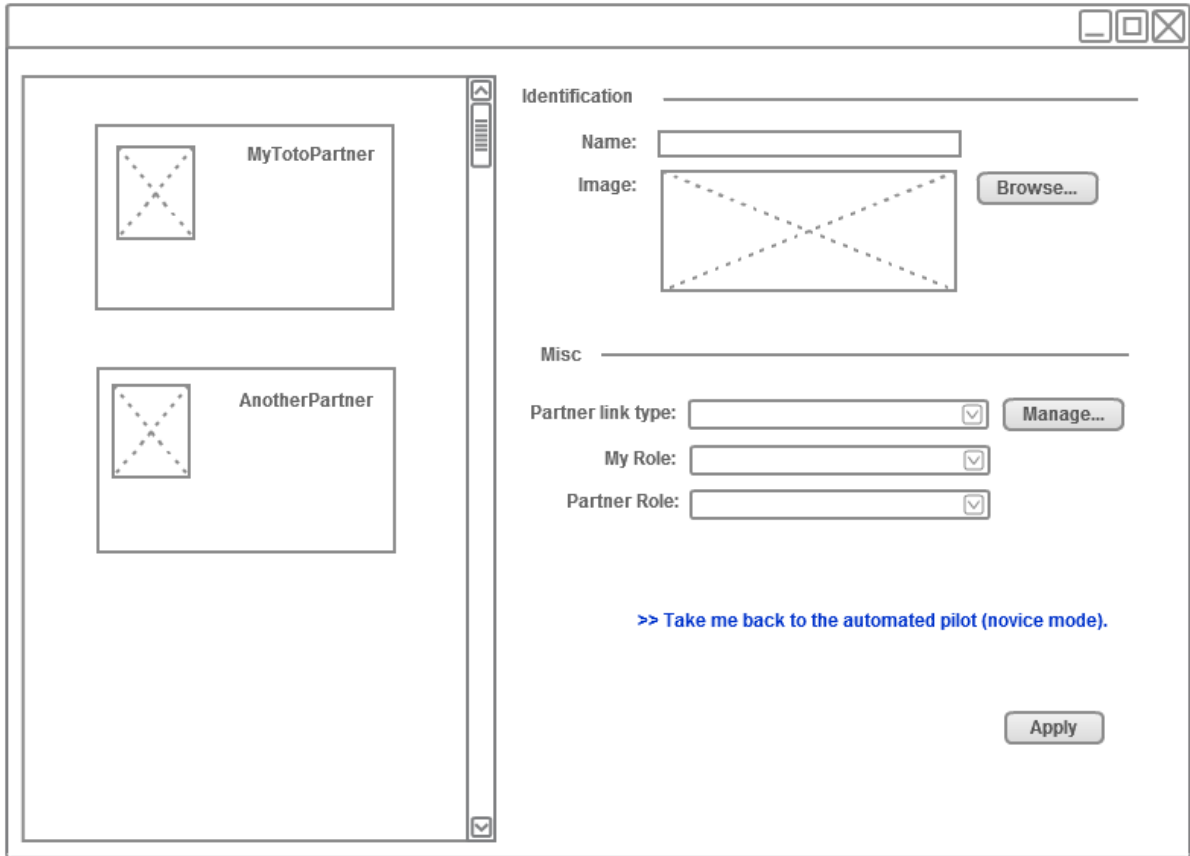 MyTotoPartner
AnotherPartner
Identification
Name:
Image:
Browse...
Misc
Partner link type:
Manage...
My Role:
Partner Role:
>> Take me back to the automated pilot (novice mode).
Apply